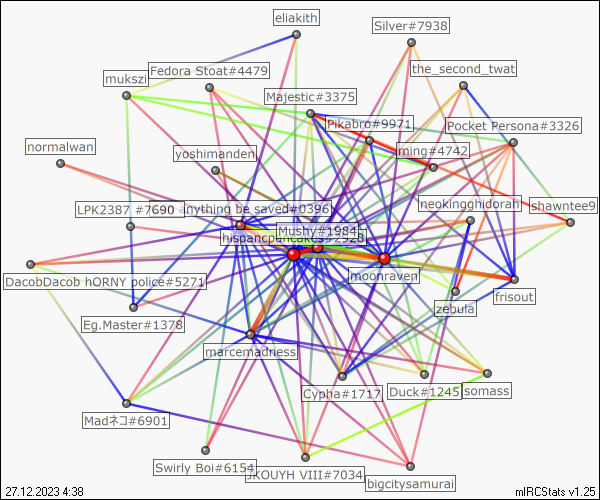 eliakith
Silver#7938
Fedora Stoat#4479
the_second_twat
mukszi
Majestic#3375
Pikabro#9971
Pocket Persona#3326
normalwan
yoshimanden
ming#4742
LPK2387 #7690
anything be saved#0396
neokingghidorah
shawntee9
Mushy#1984
hispancpancakes#2928
moonraven
DacobDacob hORNY police#5271
frisout
zebula
Eg.Master#1378
marcemadness
Cypha#1717
Duck#1245
somass
Madネコ#6901
Swirly Boi#6154
JKOUYH VIII#7034
bigcitysamurai
27.12.2023 4:38
mIRCStats v1.25